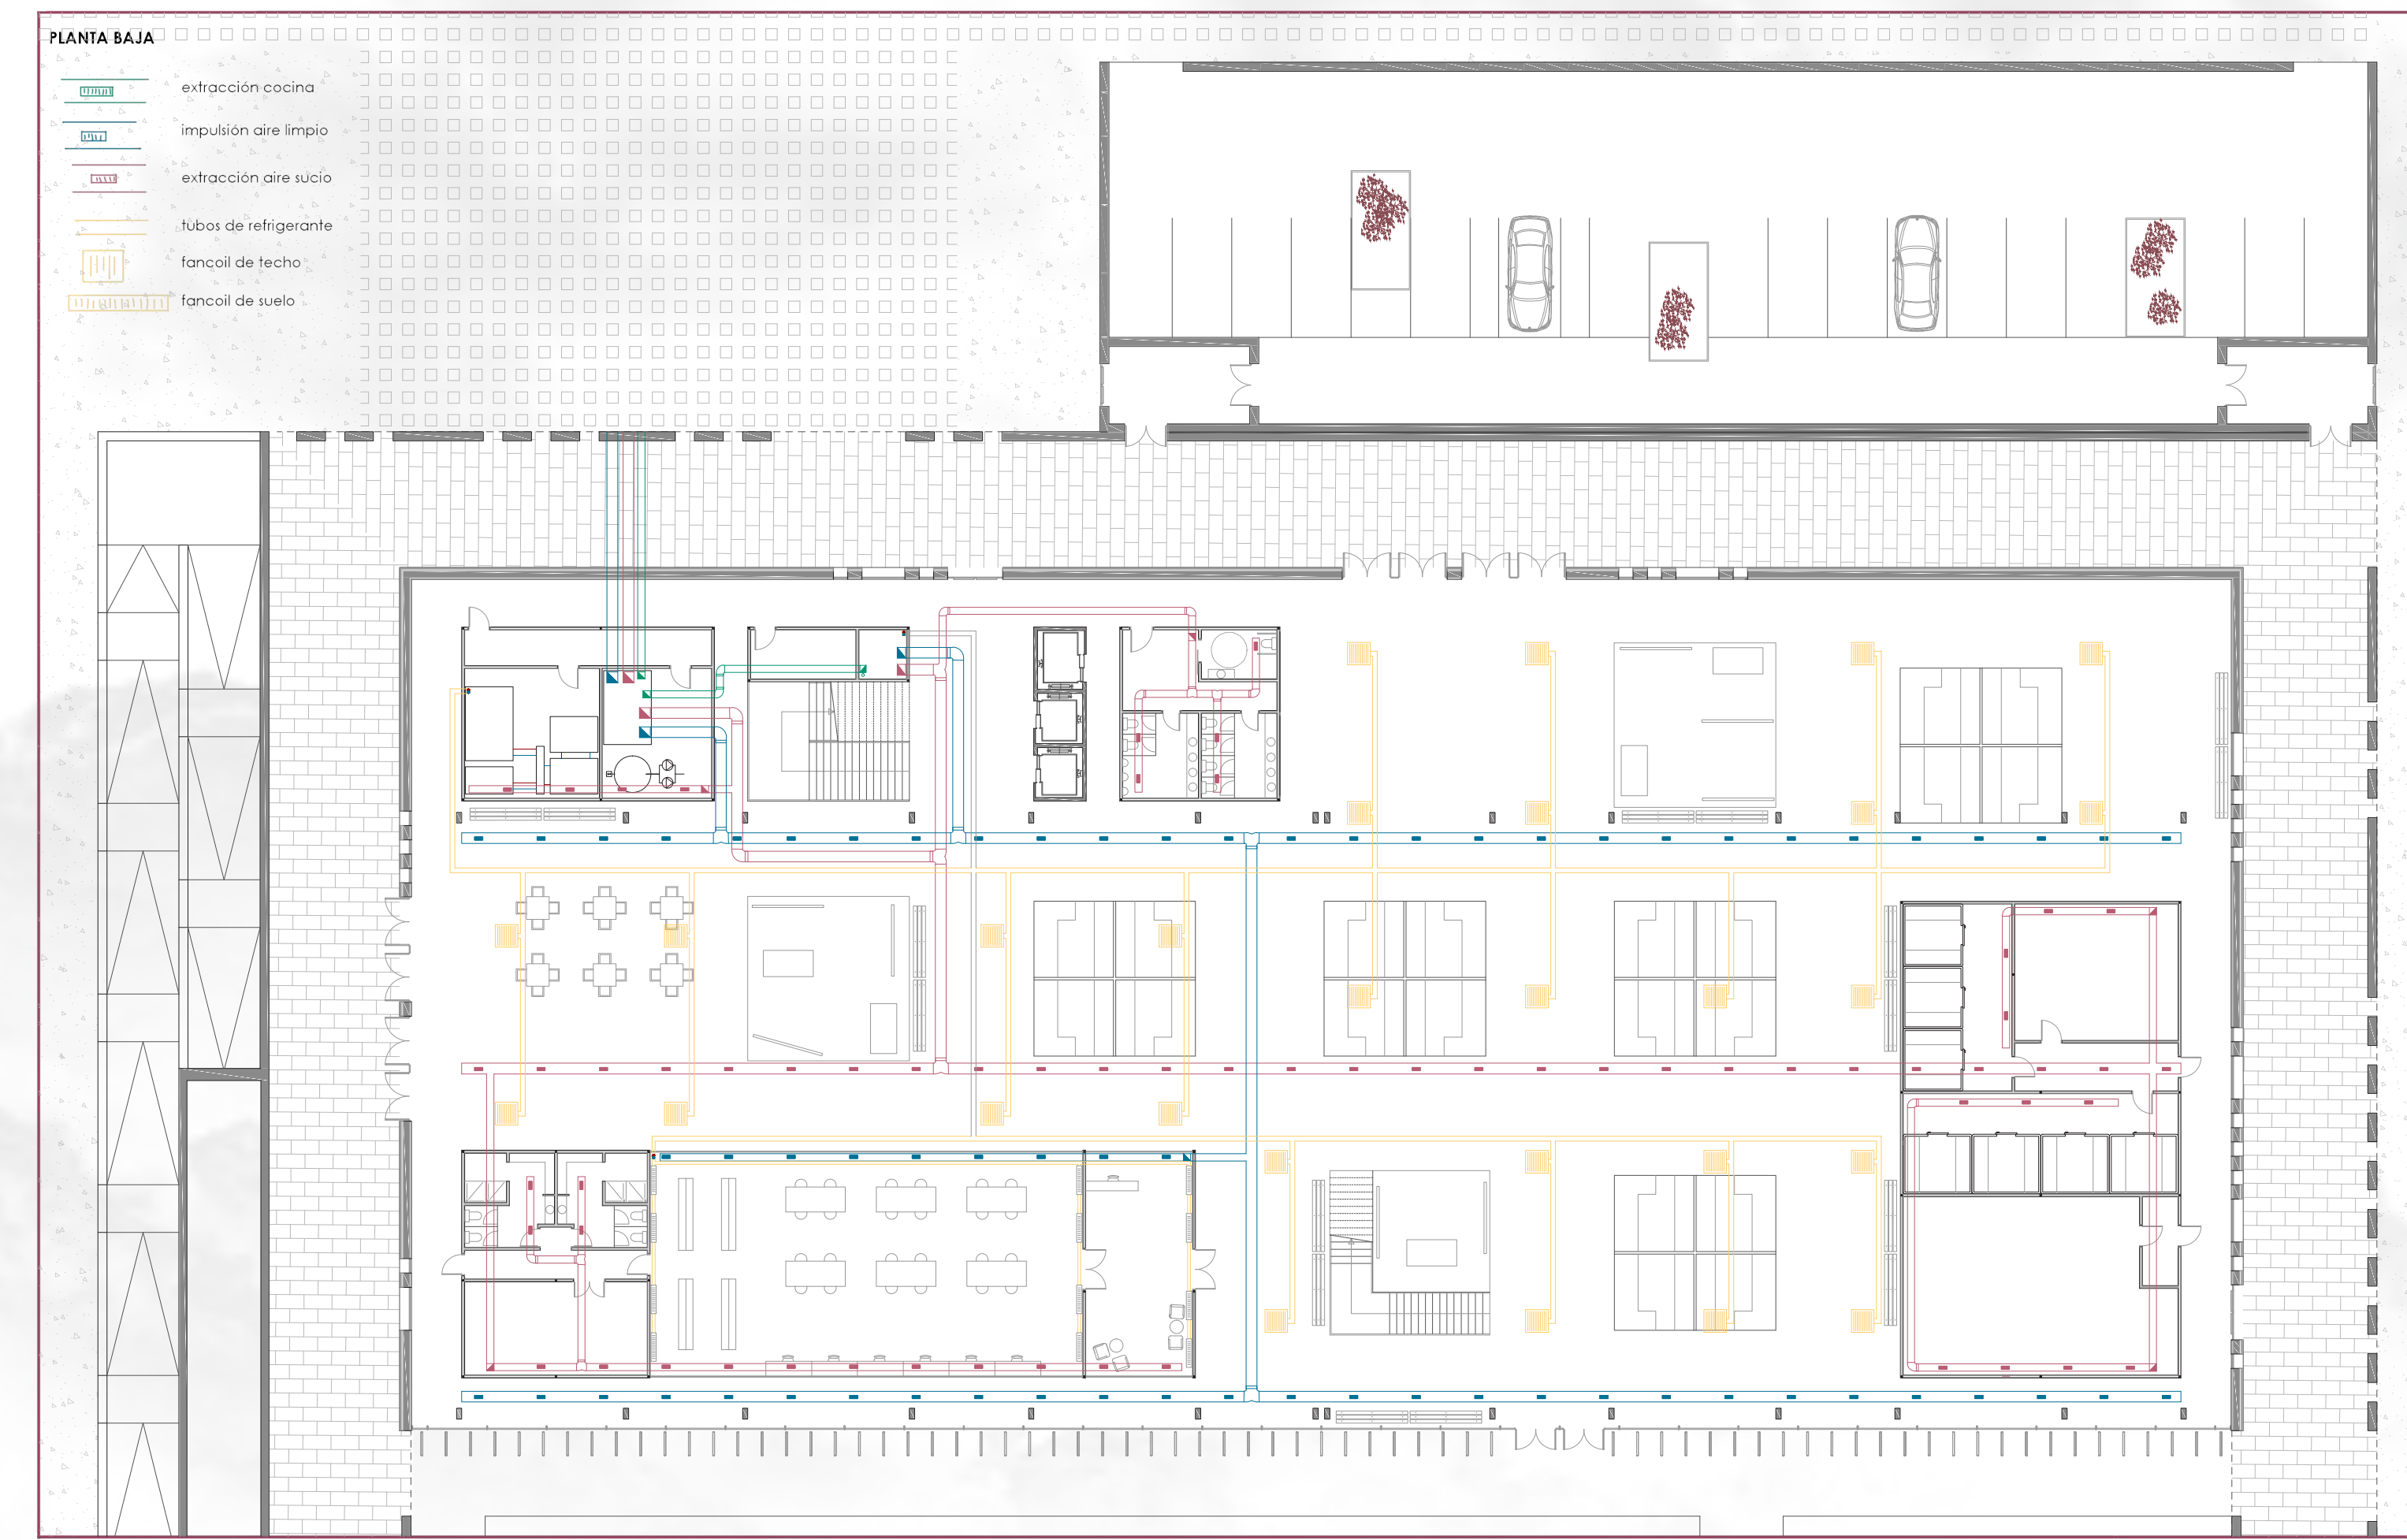 PLANTA BAJA
extracción cocina
impulsión aire limpio
extracción aire sucio
tubos de refrigerante
fancoil de techo
fancoil de suelo